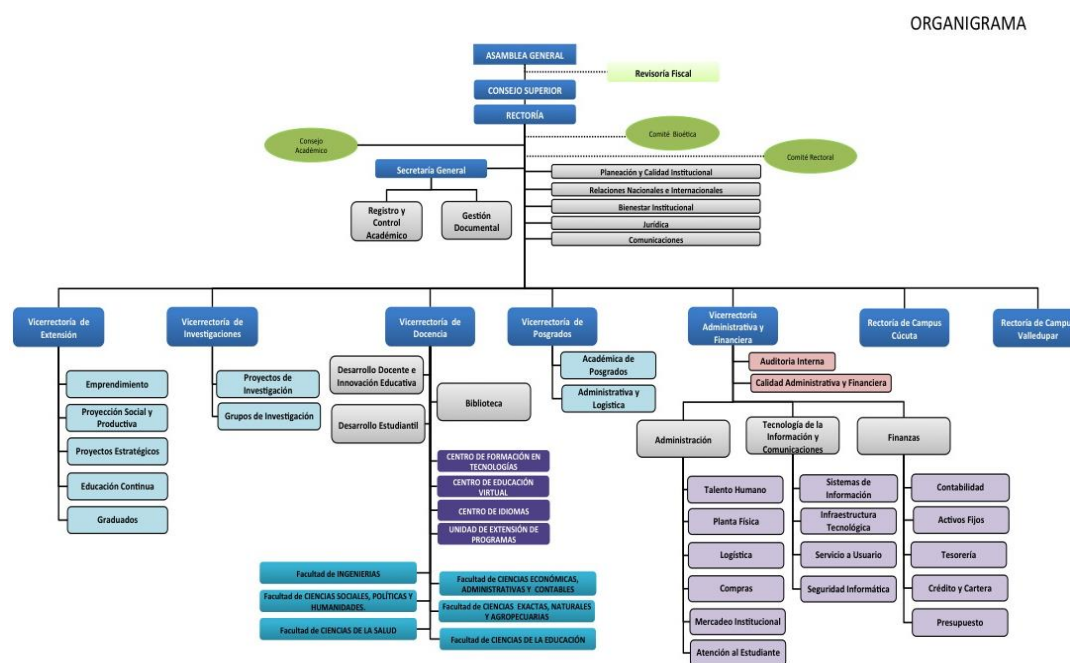 ORGANIGRAMA
ASAMBLEA GENERAL
Revisoría Fiscal
CONSEJO SUPERIOR
RECTORÍA
Consejo
Académico
Comité Bioética
Comité Rectoral
Secretaría General
Registro y
Control
Académico
Gestión
Documental
Planeación y Calidad Institucional
Relaciones Nacionales e Internacionales
Bienestar Institucional
Jurídica
Comunicaciones
Vicerrectoría de
Extensión
Vicerrectoría de
Investigaciones
Vicerrectoría de
Docencia
Vicerrectoría de
Posgrados
Vicerrectoría
Administrativa y
Financiera
Rectoría de Campus
Cúcuta
Rectoría de Campus
Valledupar
Emprendimiento
Proyección Social y
Productiva
Proyectos Estratégicos
Educación Continua
Graduados
Proyectos de
Investigación
Grupos de Investigación
Desarrollo Docente e
Innovación Educativa
Biblioteca
Desarrollo Estudiantil
CENTRO DE FORMACIÓN EN
TECNOLOGÍAS
CENTRO DE EDUCACIÓN
VIRTUAL
CENTRO DE IDIOMAS
UNIDAD DE EXTENSIÓN DE
PROGRAMAS
Facultad de INGENIERIAS
Facultad de CIENCIAS SOCIALES, POLÍTICAS Y
HUMANIDADES.
Facultad de CIENCIAS DE LA SALUD
Facultad de CIENCIAS ECONÓMICAS,
ADMINISTRATIVAS Y CONTABLES
Facultad de CIENCIAS EXACTAS, NATURALES
Y AGROPECUARIAS
Facultad de CIENCIAS DE LA EDUCACIÓN
Académica de
Posgrados
Administrativa y
Logística
Auditoria Interna
Calidad Administrativa y Financiera
Administración
Talento Humano
Planta Física
Logística
Compras
Mercadeo Institucional
Atención al Estudiante
Tecnología de la
Información y
Comunicaciones
Sistemas de
Información
Infraestructura
Tecnológica
Servicio a Usuario
Seguridad Informática
Finanzas
Contabilidad
Activos Fijos
Tesorería
Crédito y Cartera
Presupuesto